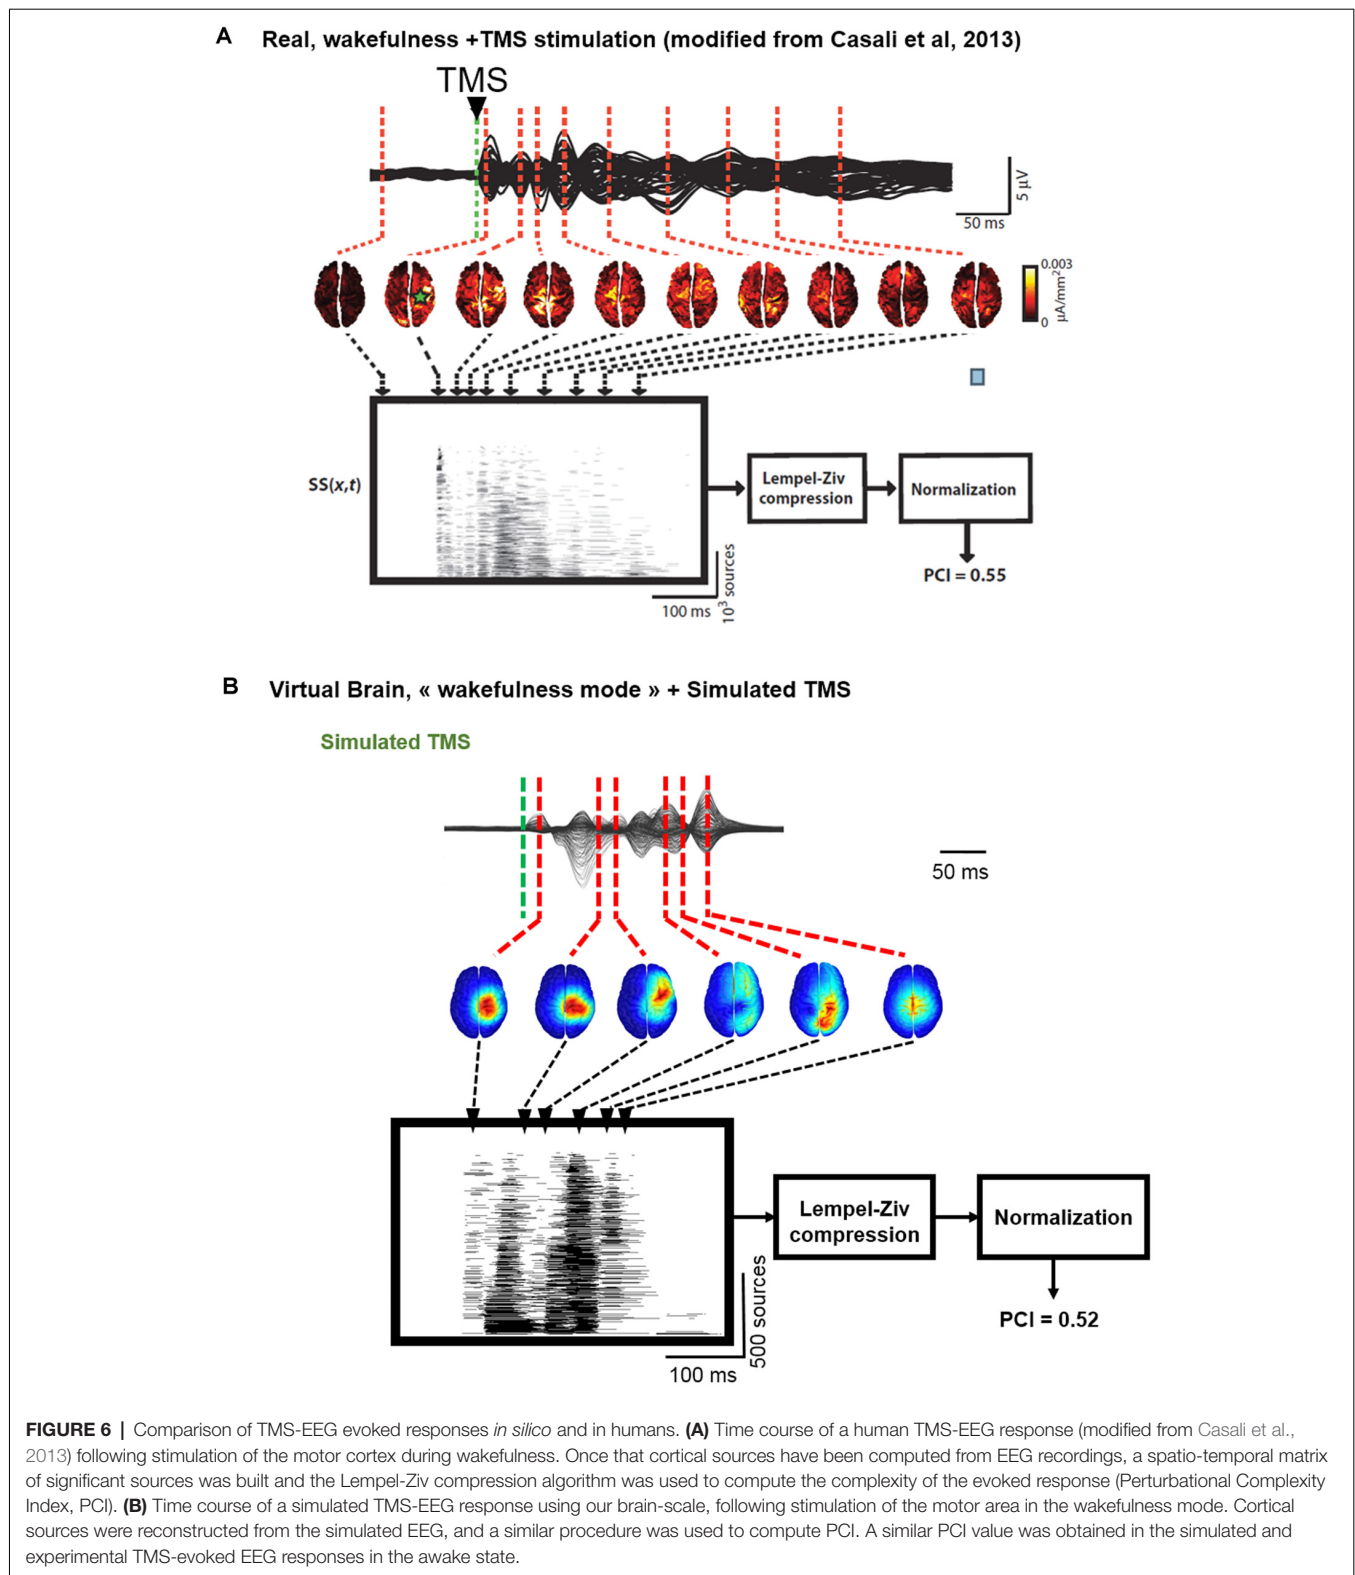 A Real, wakefulness +TMS stimulation (modified from Casali et al, 2013)
TMS
5 µV
50 ms
0.003
0
µA/mm²
SS(x,t)
Lempel-Ziv
compression
Normalization
PCI = 0.55
100 ms
10³ sources
B Virtual Brain, « wakefulness mode » + Simulated TMS
Simulated TMS
50 ms
Lempel-Ziv
compression
Normalization
PCI = 0.52
500 sources
100 ms
FIGURE 6 | Comparison of TMS-EEG evoked responses in silico and in humans. (A) Time course of a human TMS-EEG response (modified from Casali et al.,
2013) following stimulation of the motor cortex during wakefulness. Once that cortical sources have been computed from EEG recordings, a spatio-temporal matrix
of significant sources was built and the Lempel-Ziv compression algorithm was used to compute the complexity of the evoked response (Perturbational Complexity
Index, PCI). (B) Time course of a simulated TMS-EEG response using our brain-scale, following stimulation of the motor area in the wakefulness mode. Cortical
sources were reconstructed from the simulated EEG, and a similar procedure was used to compute PCI. A similar PCI value was obtained in the simulated and
experimental TMS-evoked EEG responses in the awake state.